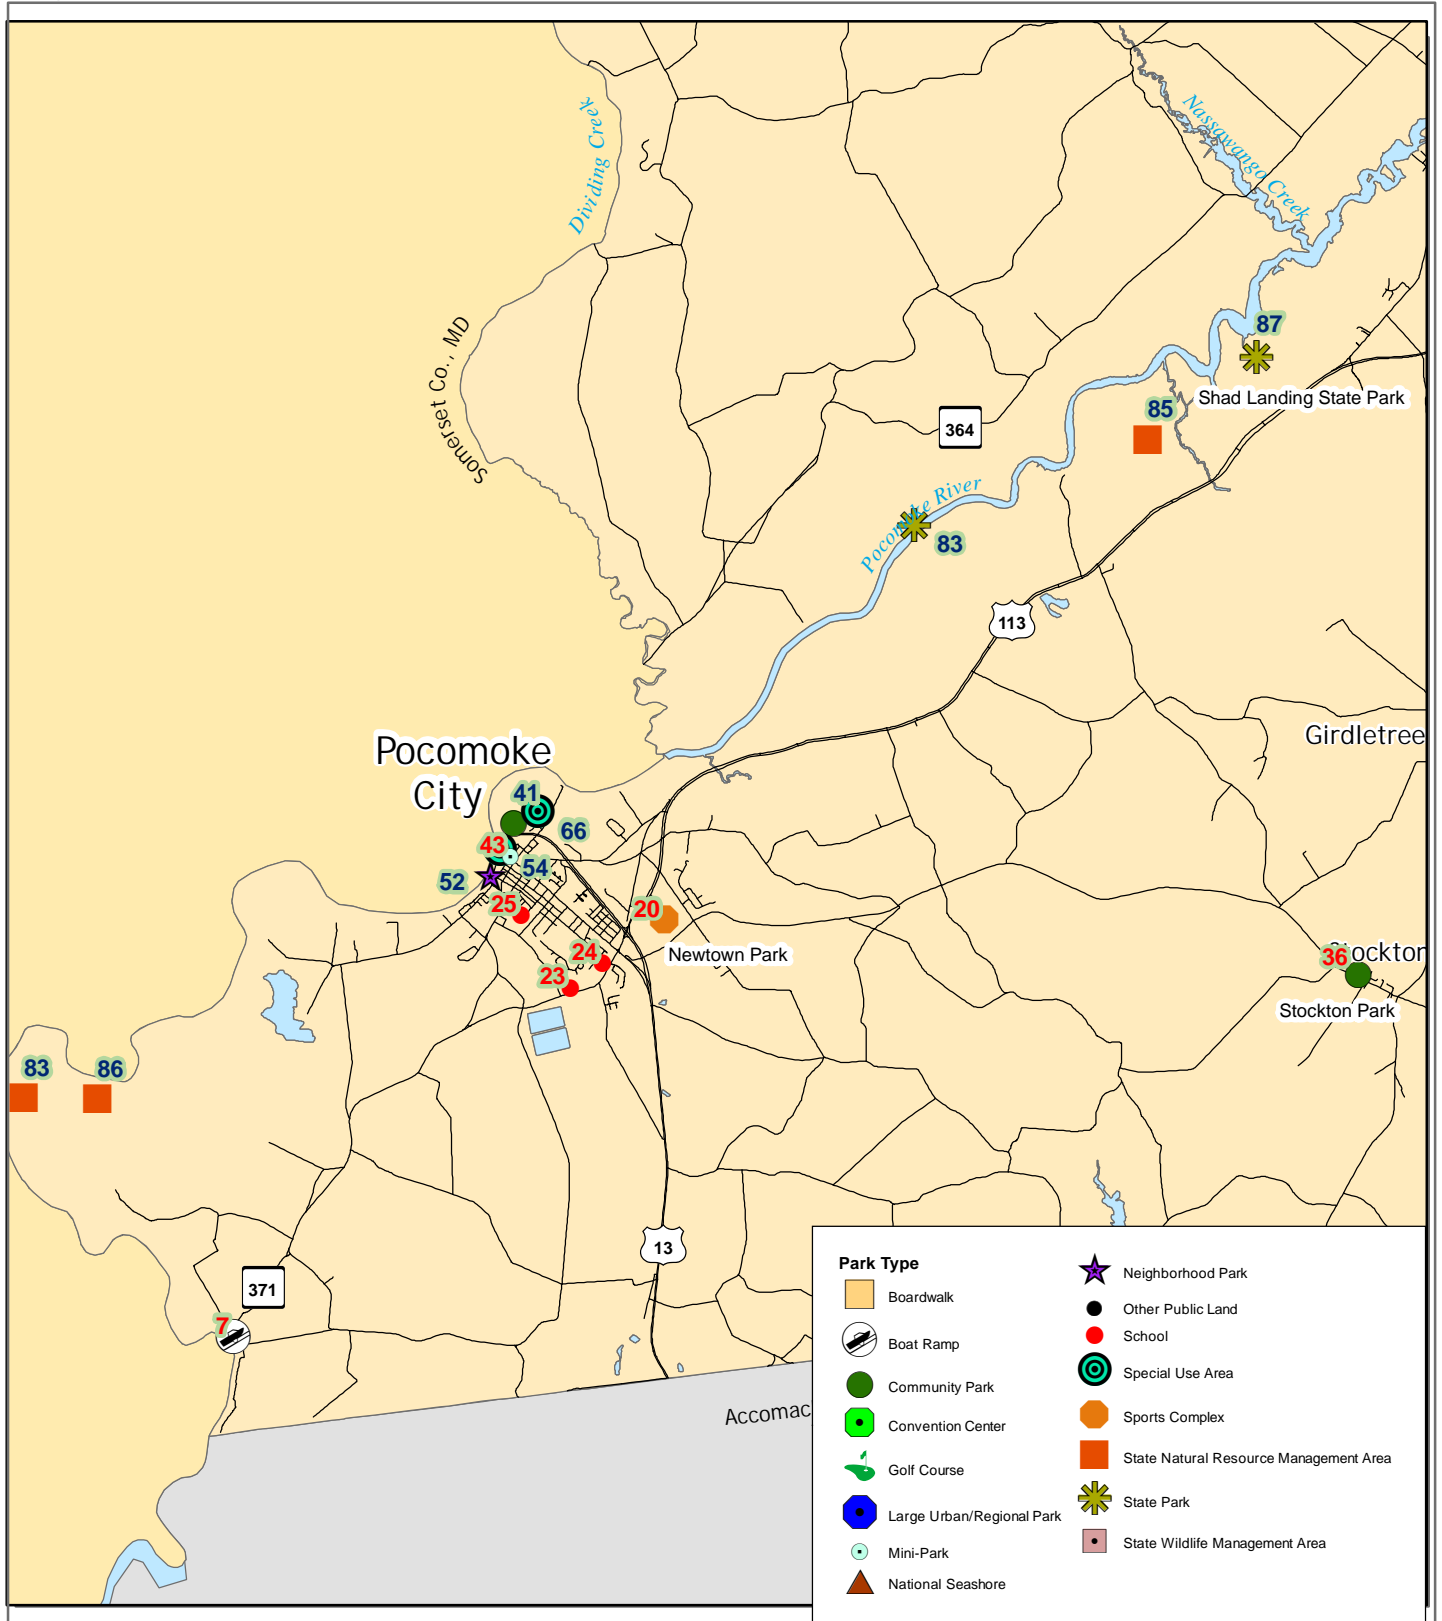 Dividing Creek
Nassawango Creek
Somerset Co., MD
87
Shad Landing State Park
85
364
Pocomoke River
83
113
Girdletree
Pocomoke
City
41
66
43
54
52
25
20
Newtown Park
24
23
36
Stockton
Stockton Park
83
86
13
371
7
Accomac
Park Type
Boardwalk
Boat Ramp
Community Park
Convention Center
Golf Course
Large Urban/Regional Park
Mini-Park
National Seashore
Neighborhood Park
Other Public Land
School
Special Use Area
Sports Complex
State Natural Resource Management Area
State Park
State Wildlife Management Area